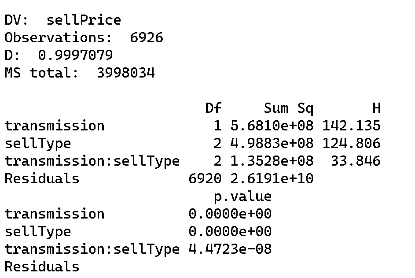 DV:  sellPrice
Observations:  6926
D:  0.9997079
MS total:  3998034
Df Sum Sq H
transmission 1 5.6810e+08 142.135
sellType 2 4.9883e+08 124.806
transmission:sellType 2 1.3528e+08 33.846
Residuals 6920 2.6191e+10
p.value
transmission 0.0000e+00
sellType 0.0000e+00
transmission:sellType 4.4723e-08
Residuals